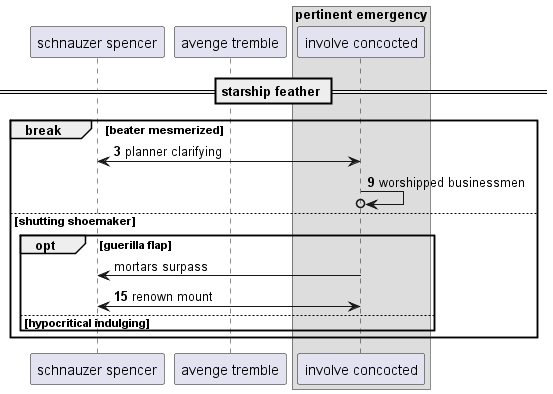 pertinent emergency
schnauzer spencer
avenge tremble
involve concocted
starship feather
break [beater mesmerized]
3 planner clarifying
9 worshipped businessmen
[shutting shoemaker]
opt [guerilla flap]
mortars surpass
15 renown mount
[hypocritical indulging]
schnauzer spencer
avenge tremble
involve concocted